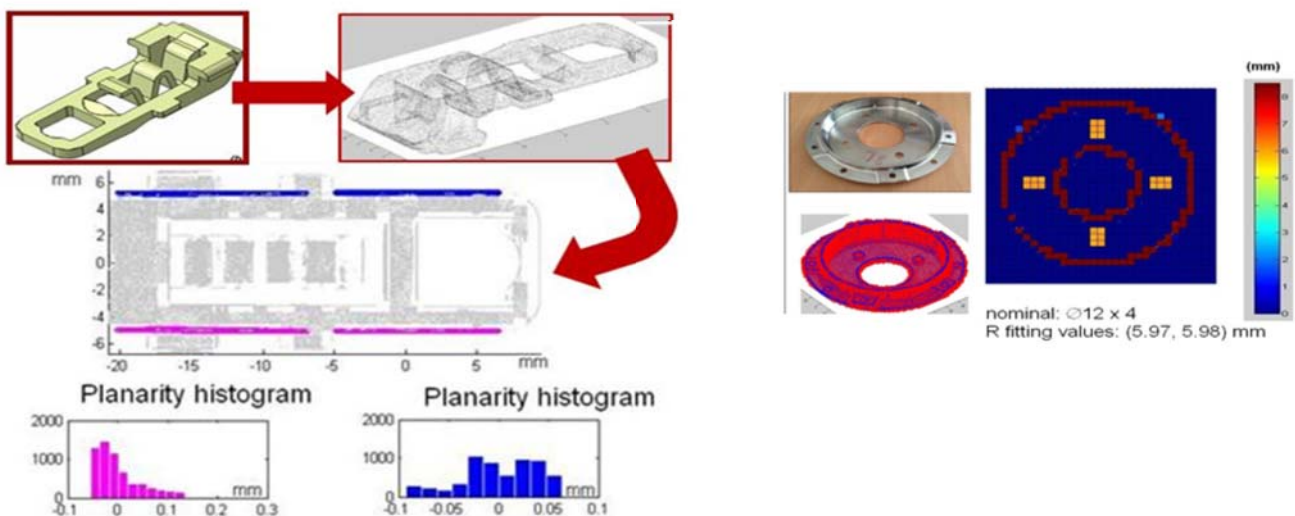 mm
6
4
2
0
-2
-4
-6
-20 -15 -10 -5 0 5 mm
Planarity histogram
2000
1000
0
-0.1 0 0.1 0.2 0.3
mm
Planarity histogram
2000
1000
0
-0.1 -0.05 0 0.05 0.1
mm
(mm)
8
7
6
5
4
3
2
1
0
nominal: ∅12 x 4
R fitting values: (5.97, 5.98) mm